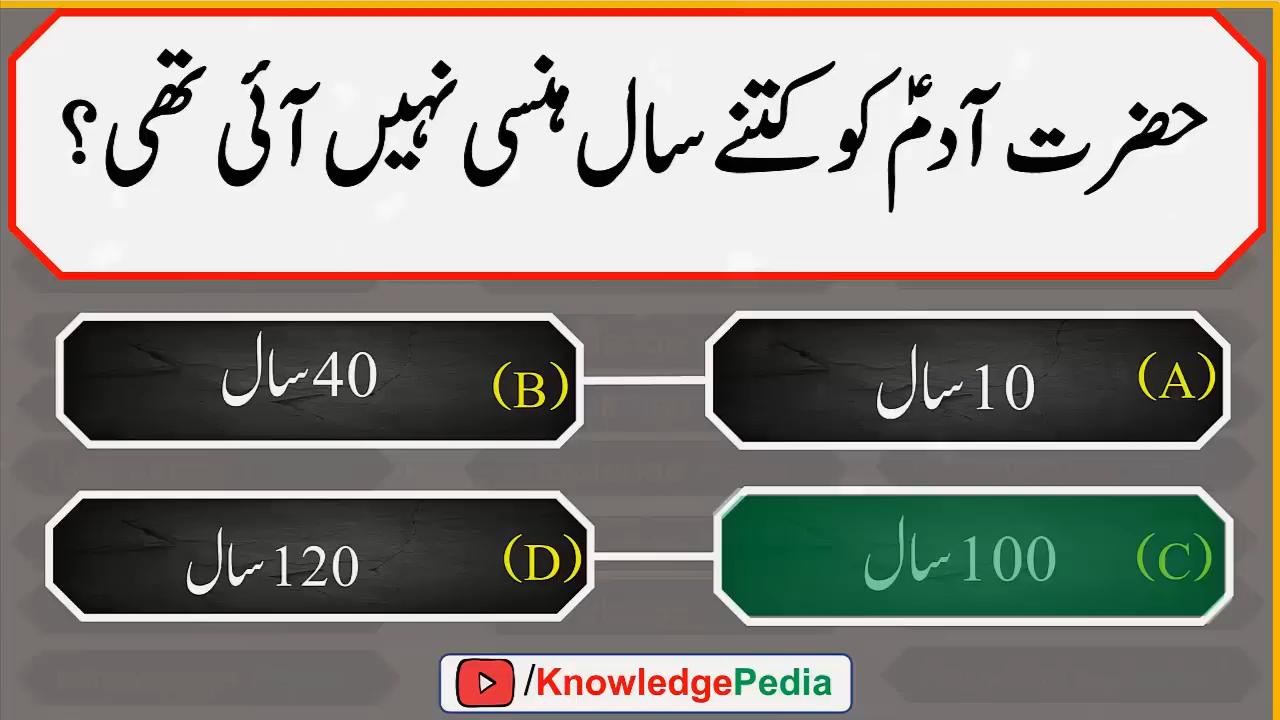 حضرت آدمؑ کو کتنے سال ہنسی نہیں آئی تھی؟
(A) 10سال
(B) 40سال
(C) 100سال
(D) 120سال
/KnowledgePedia